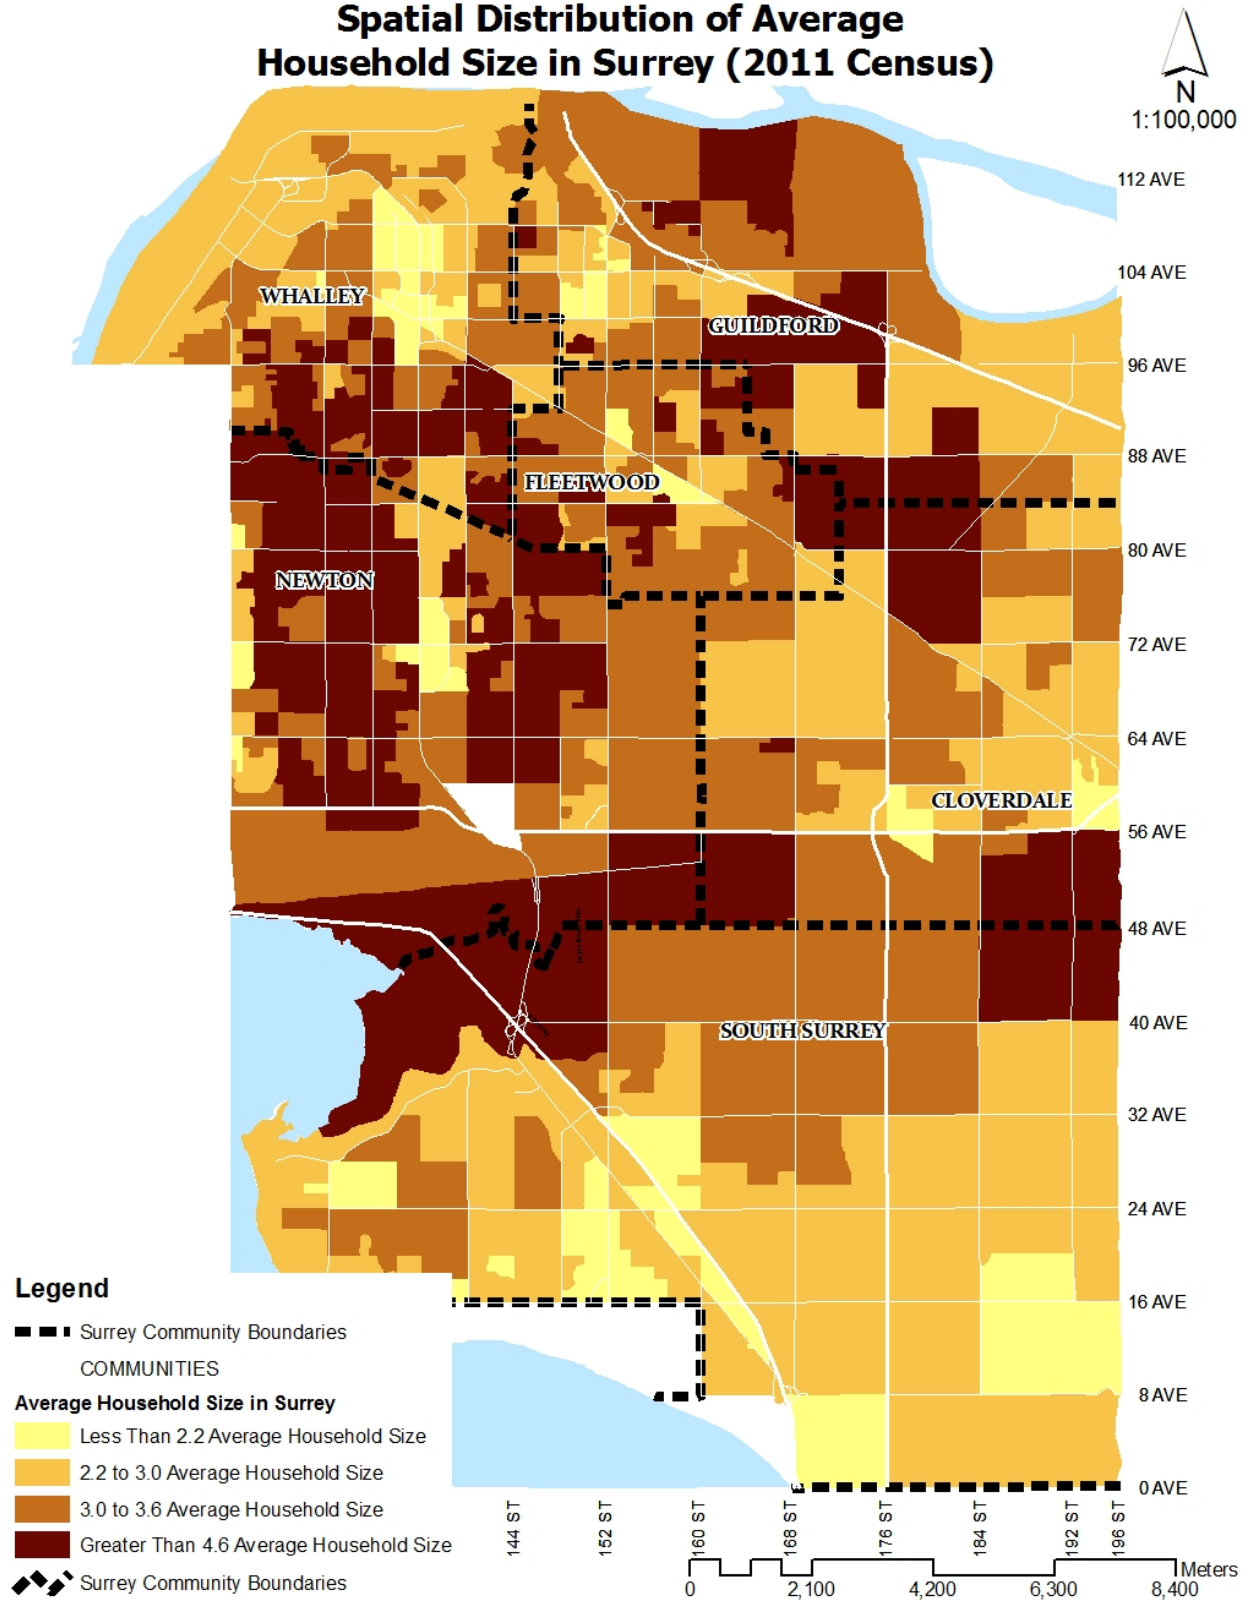 Spatial Distribution of Average
Household Size in Surrey (2011 Census)
N
1:100,000
112 AVE
104 AVE
WHALLEY
GUILDFORD
96 AVE
88 AVE
FLEETWOOD
80 AVE
NEWTON
72 AVE
64 AVE
CLOVERDALE
56 AVE
48 AVE
40 AVE
SOUTH SURREY
32 AVE
24 AVE
16 AVE
8 AVE
0 AVE
Legend
Surrey Community Boundaries
COMMUNITIES
Average Household Size in Surrey
Less Than 2.2 Average Household Size
2.2 to 3.0 Average Household Size
3.0 to 3.6 Average Household Size
Greater Than 4.6 Average Household Size
Surrey Community Boundaries
144 ST
152 ST
160 ST
168 ST
176 ST
184 ST
192 ST
196 ST
Meters
0 2,100 4,200 6,300 8,400